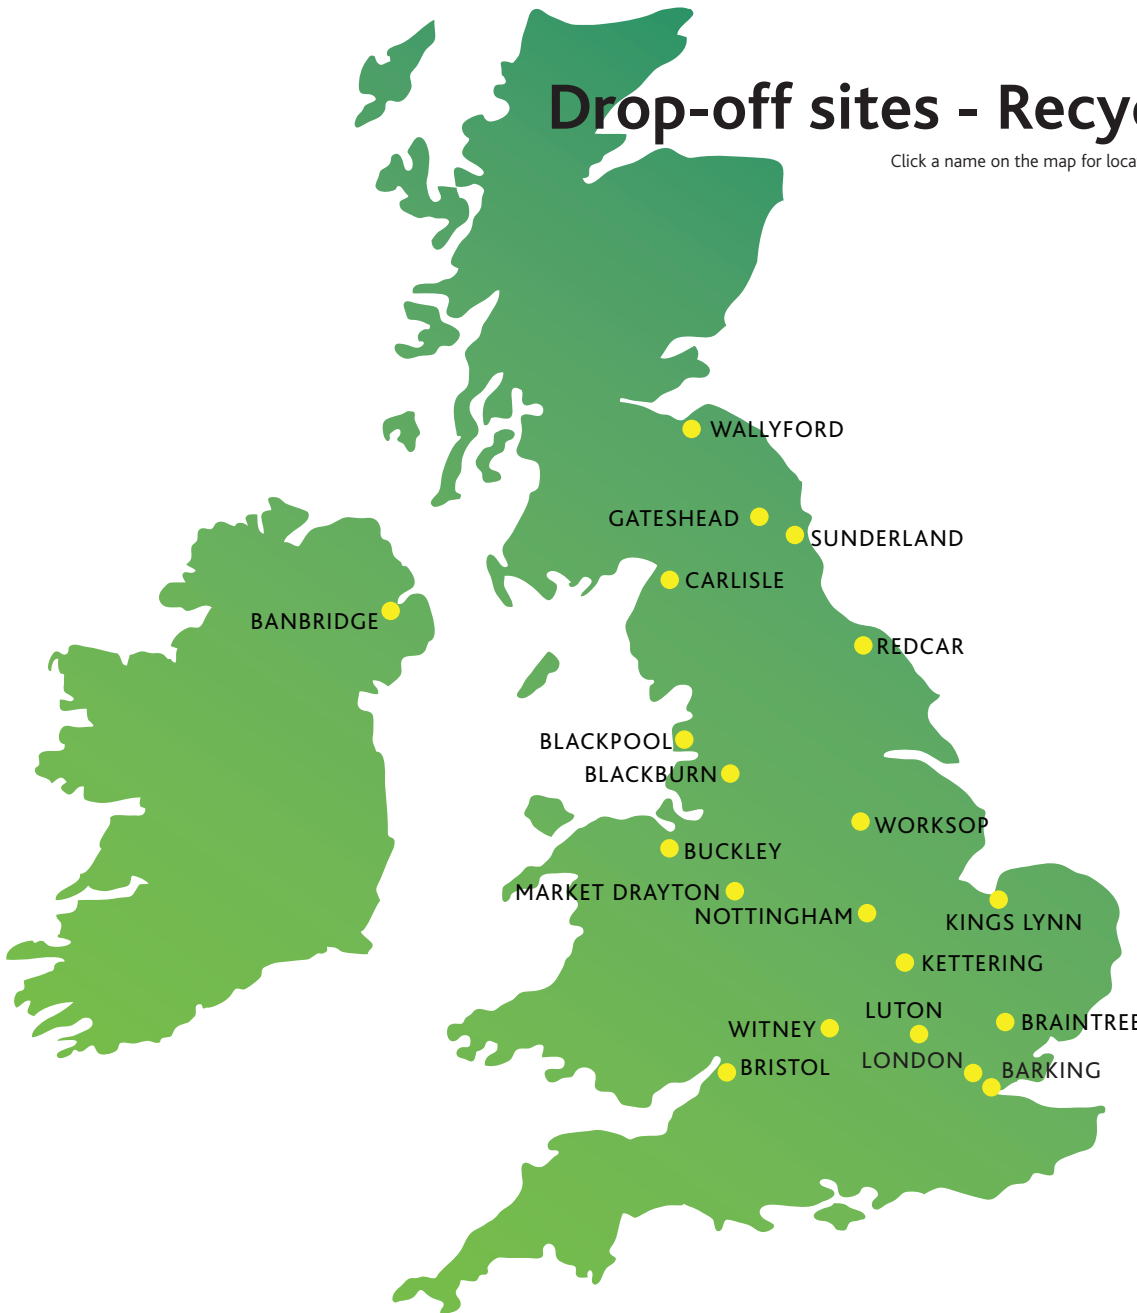 Drop-off sites - Recyc
Click a name on the map for loca
WALLYFORD
GATESHEAD
SUNDERLAND
CARLISLE
BANBRIDGE
REDCAR
BLACKPOOL
BLACKBURN
WORKSOP
BUCKLEY
MARKET DRAYTON
NOTTINGHAM
KINGS LYNN
KETTERING
LUTON
WITNEY
BRAINTREE
LONDON
BRISTOL
BARKING